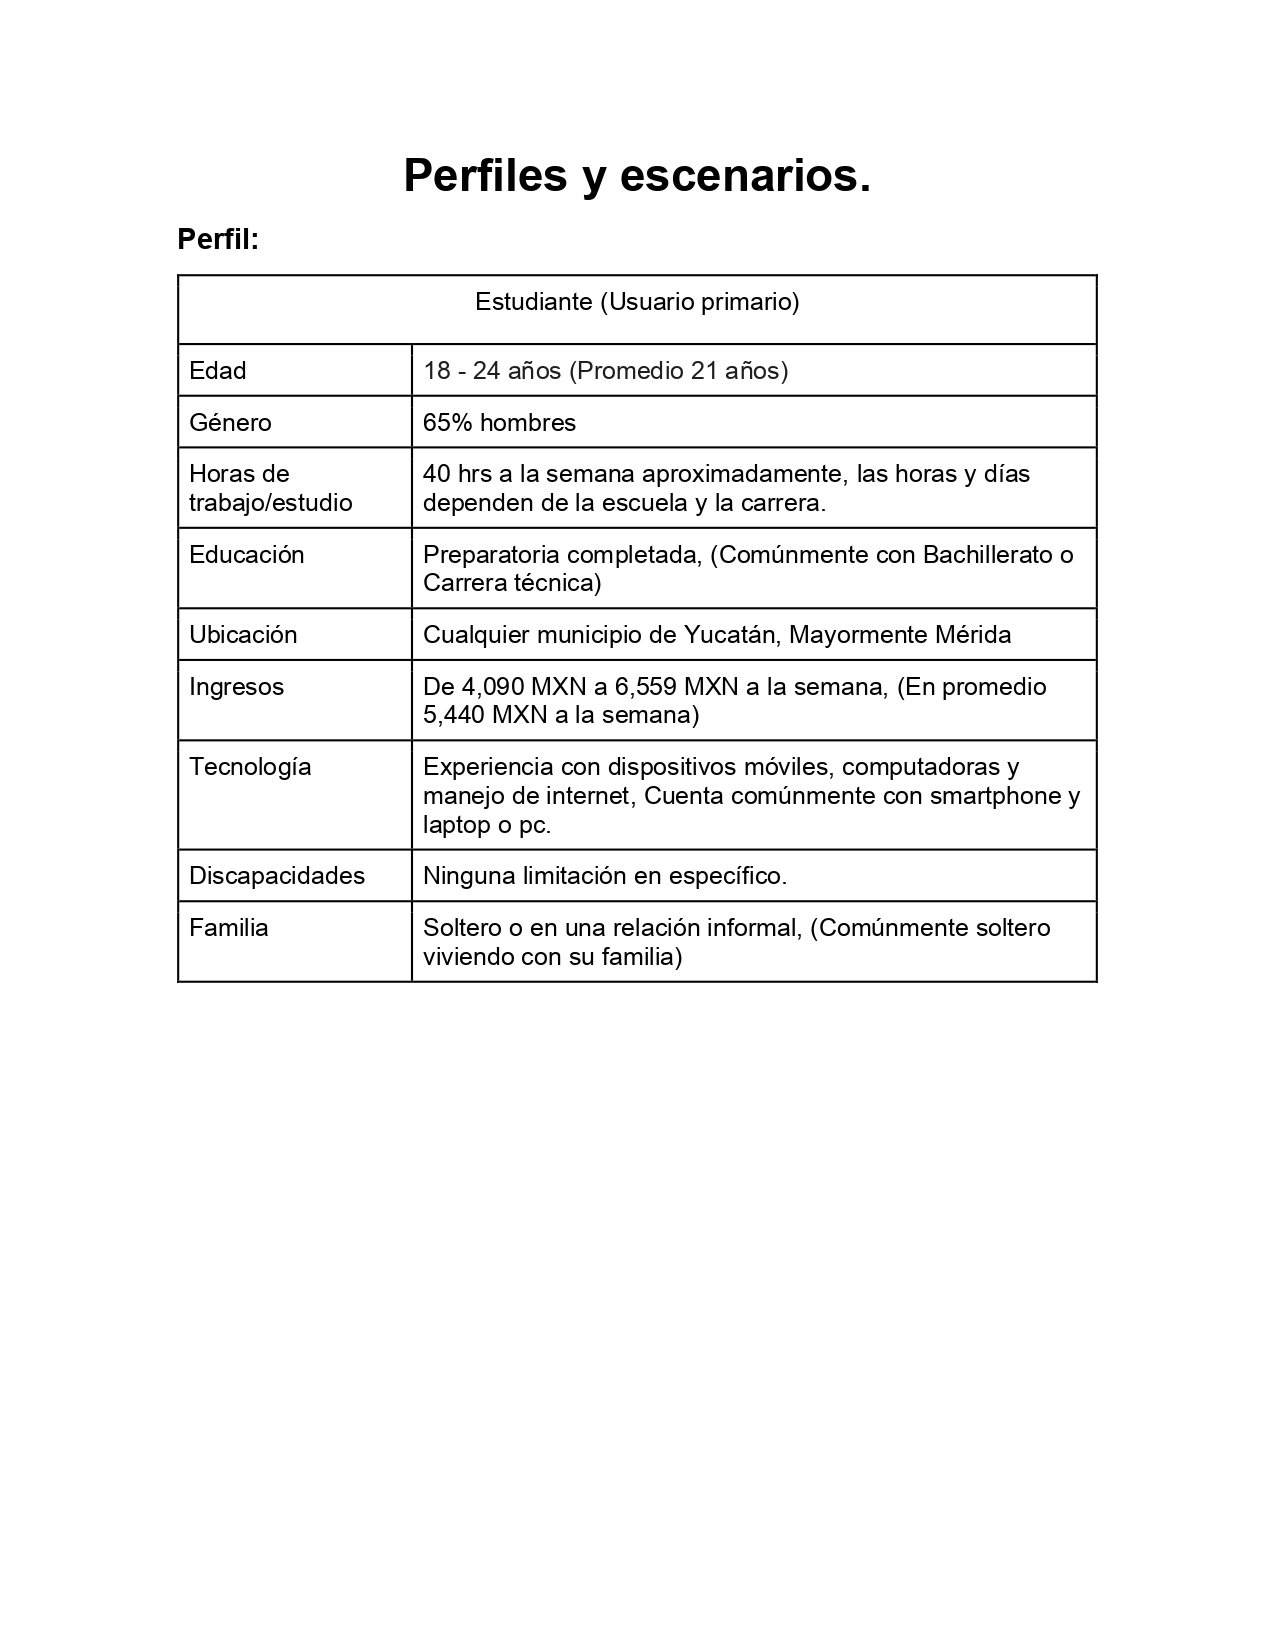 Perfiles y escenarios.
Perfil:
Estudiante (Usuario primario)
Edad
18 - 24 años (Promedio 21 años)
Género
65% hombres
Horas de
trabajo/estudio
40 hrs a la semana aproximadamente, las horas y días
dependen de la escuela y la carrera.
Educación
Preparatoria completada, (Comúnmente con Bachillerato o
Carrera técnica)
Ubicación
Cualquier municipio de Yucatán, Mayormente Mérida
Ingresos
De 4,090 MXN a 6,559 MXN a la semana, (En promedio
5,440 MXN a la semana)
Tecnología
Experiencia con dispositivos móviles, computadoras y
manejo de internet, Cuenta comúnmente con smartphone y
laptop o pc.
Discapacidades
Ninguna limitación en específico.
Familia
Soltero o en una relación informal, (Comúnmente soltero
viviendo con su familia)